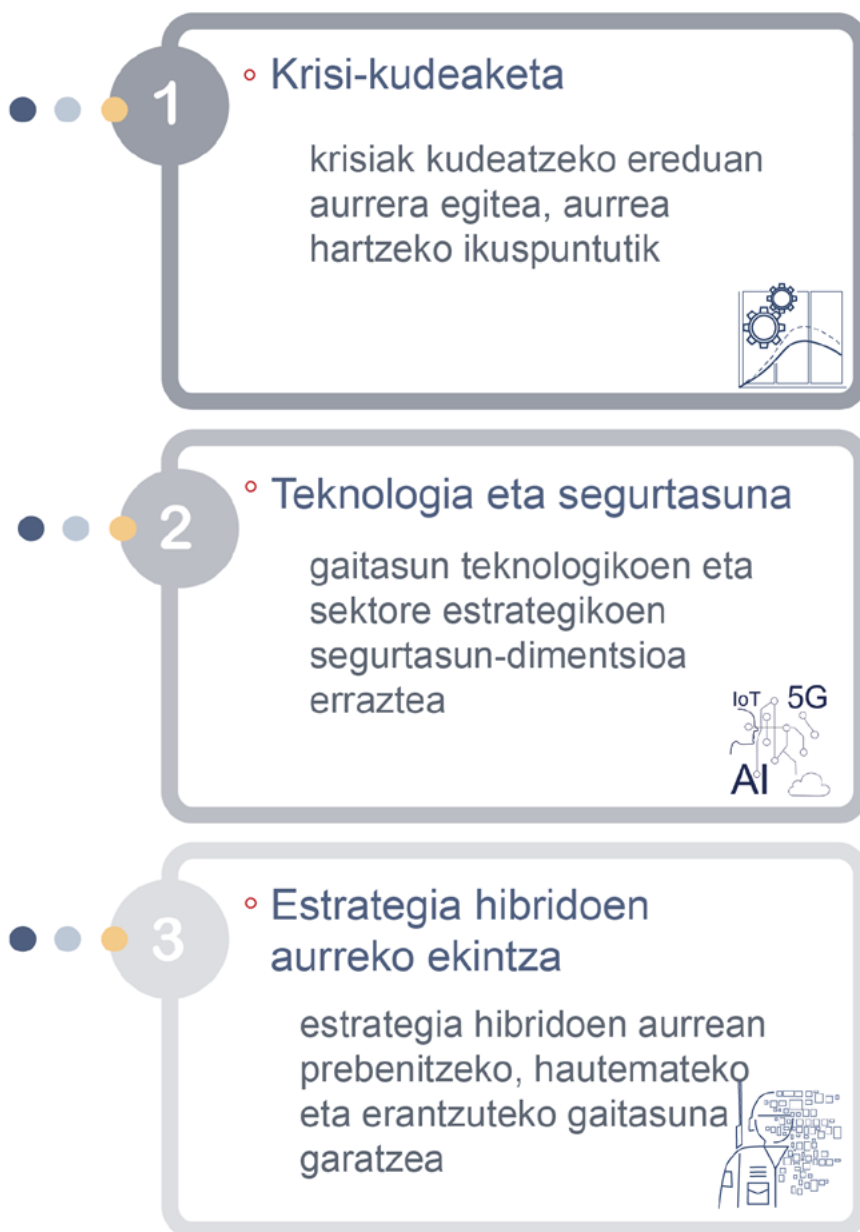 1
Krisi-kudeaketa
krisiak kudeatzeko ereduan
aurrera egitea, aurrea
hartzeko ikuspuntutik
2
Teknologia eta segurtasuna
gaitasun teknologikoen eta
sektore estrategikoen
segurtasun-dimentsioa
erraztea
IoT 5G
AI
3
Estrategia hibridoen
aurreko ekintza
estrategia hibridoen aurrean
prebenitzeko, hautemateko
eta erantzuteko gaitasuna
garatzea